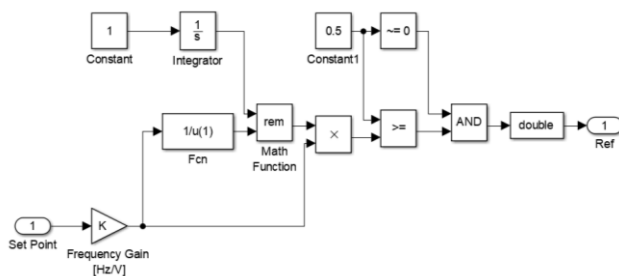 1
Constant
1
s
Integrator
0.5
Constant1
~= 0
1/u(1)
Fcn
rem
Math
Function
×
>=
AND
double
1
Ref
1
Set Point
K
Frequency Gain
[Hz/V]